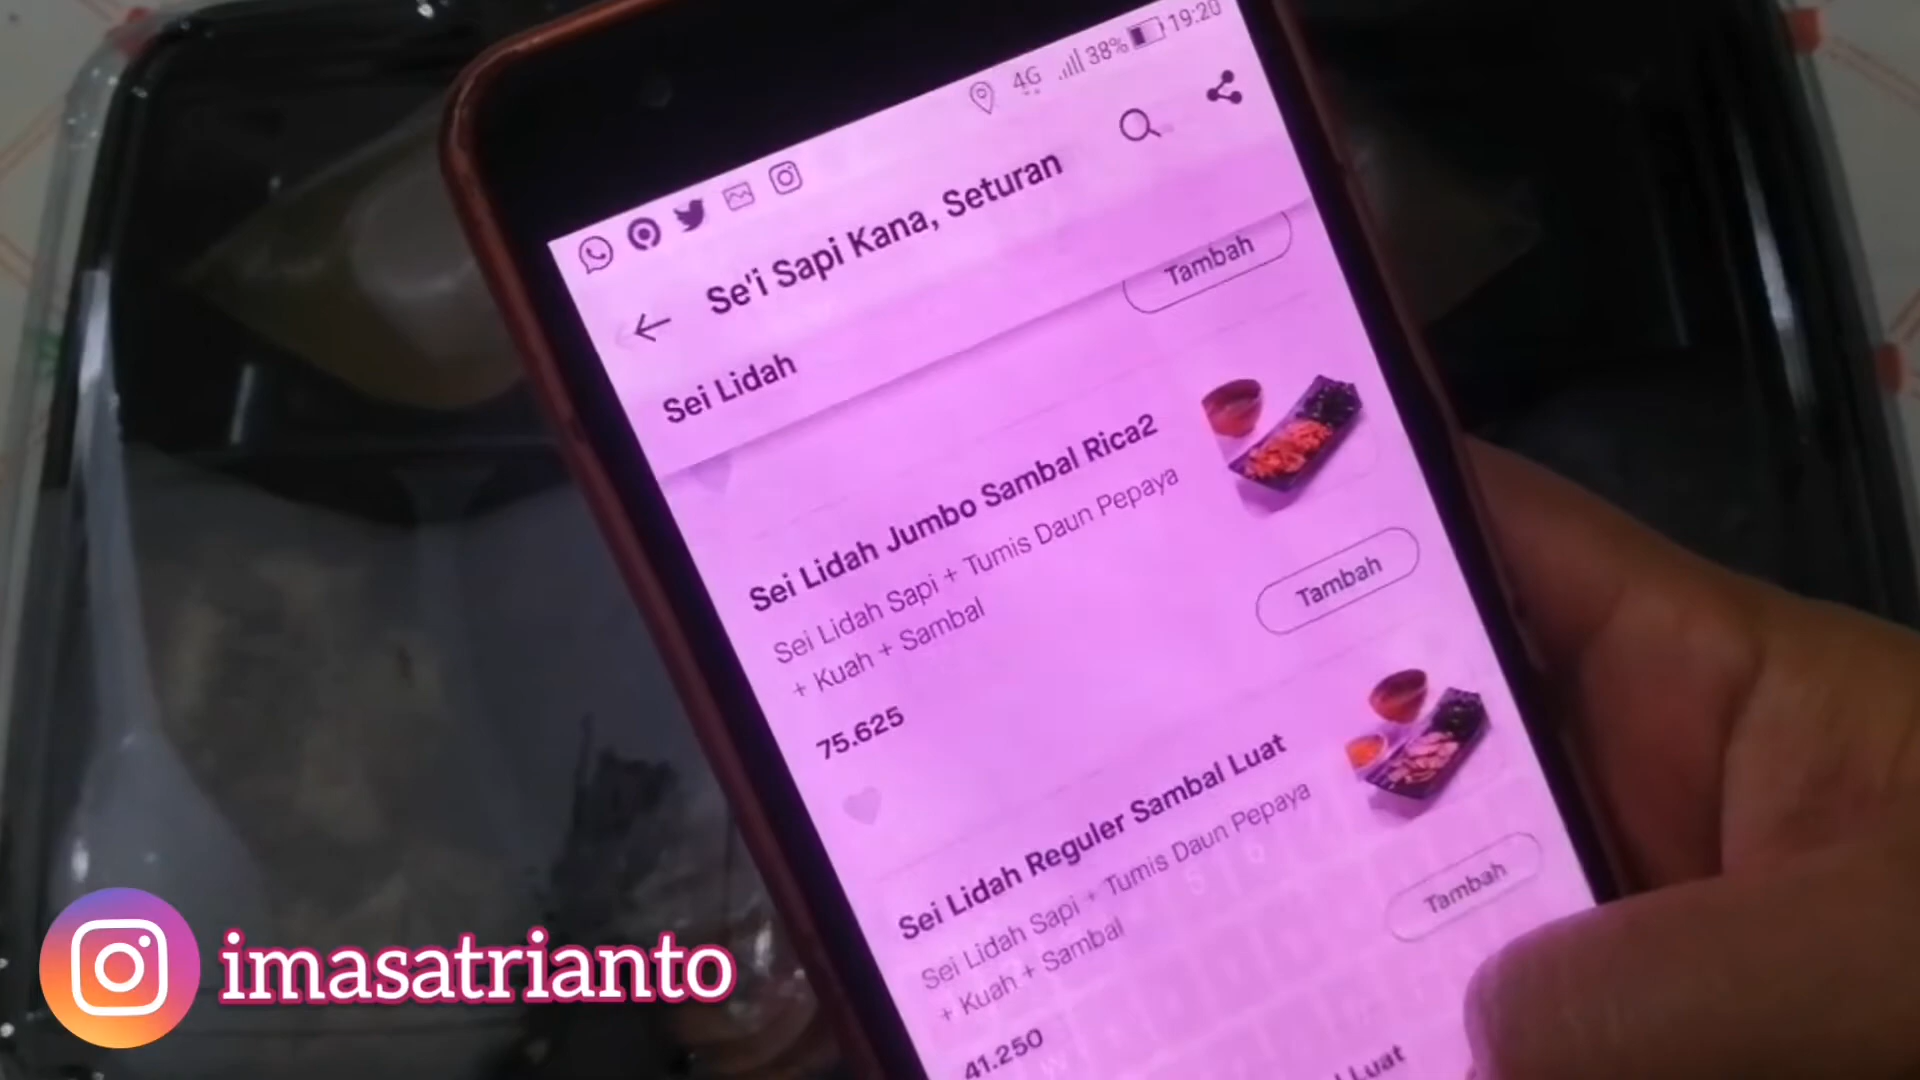 4G 38% 19:20
Se'i Sapi Kana, Seturan
Sei Lidah
Tambah
Sei Lidah Jumbo Sambal Rica2
Sei Lidah Sapi + Tumis Daun Pepaya
+ Kuah + Sambal
75.625
Tambah
Sei Lidah Reguler Sambal Luat
Sei Lidah Sapi + Tumis Daun Pepaya
+ Kuah + Sambal
41.250
Tambah
Luat
imasatrianto